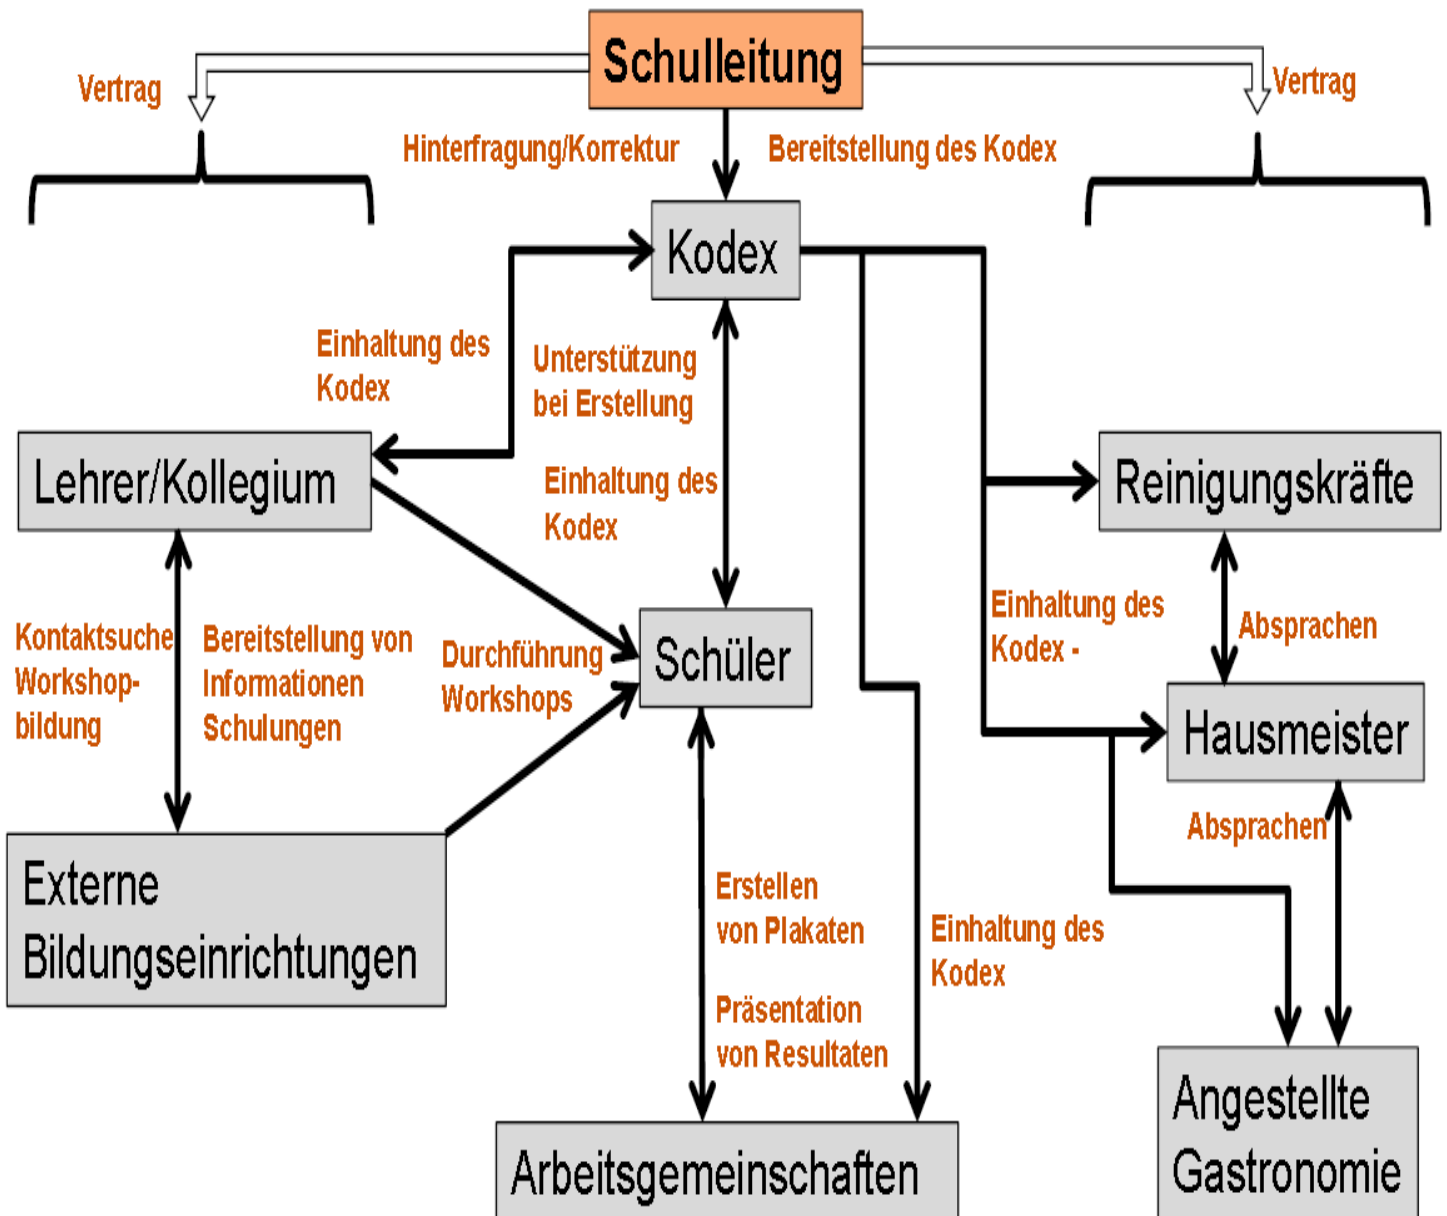 Schulleitung
Vertrag
Vertrag
Hinterfragung/Korrektur
Bereitstellung des Kodex
Kodex
Einhaltung des
Kodex
Unterstützung
bei Erstellung
Einhaltung des
Kodex
Lehrer/Kollegium
Reinigungskräfte
Kontaktsuche
Workshop-
bildung
Bereitstellung von
Informationen
Schulungen
Durchführung
Workshops
Schüler
Einhaltung des
Kodex -
Absprachen
Hausmeister
Absprachen
Externe
Bildungseinrichtungen
Erstellen
von Plakaten
Präsentation
von Resultaten
Einhaltung des
Kodex
Arbeitsgemeinschaften
Angestellte
Gastronomie